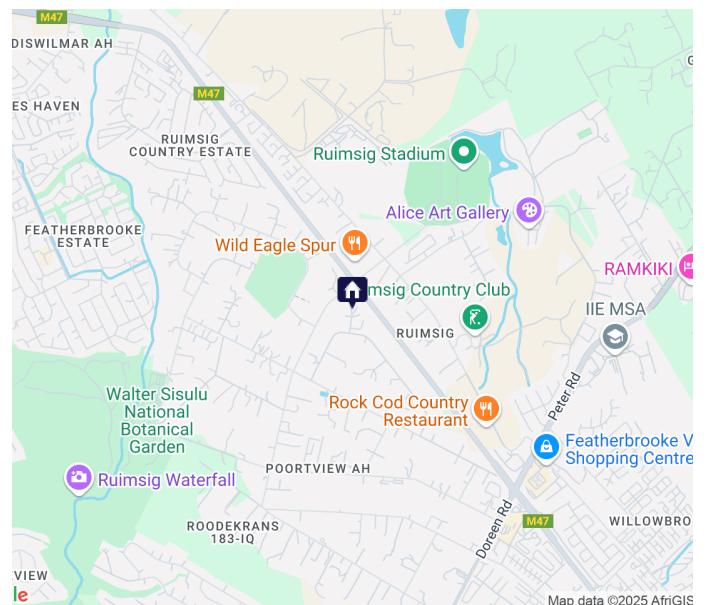 M47
DISWILMAR AH
G
M47
ES HAVEN
RUIMSIG
COUNTRY ESTATE
Ruimsig Stadium
Alice Art Gallery
FEATHERBROOKE
ESTATE
Wild Eagle Spur
RAMKIKI
msig Country Club
IIE MSA
RUIMSIG
Peter Rd
Walter Sisulu
National
Botanical
Garden
Rock Cod Country
Restaurant
Featherbrooke V
Shopping Centre
POORTVIEW AH
Ruimsig Waterfall
M47
WILLOWBRO
ROODEKRANS
183-IQ
Doreen Rd
VIEW
le
Map data ©2025 AfriGIS